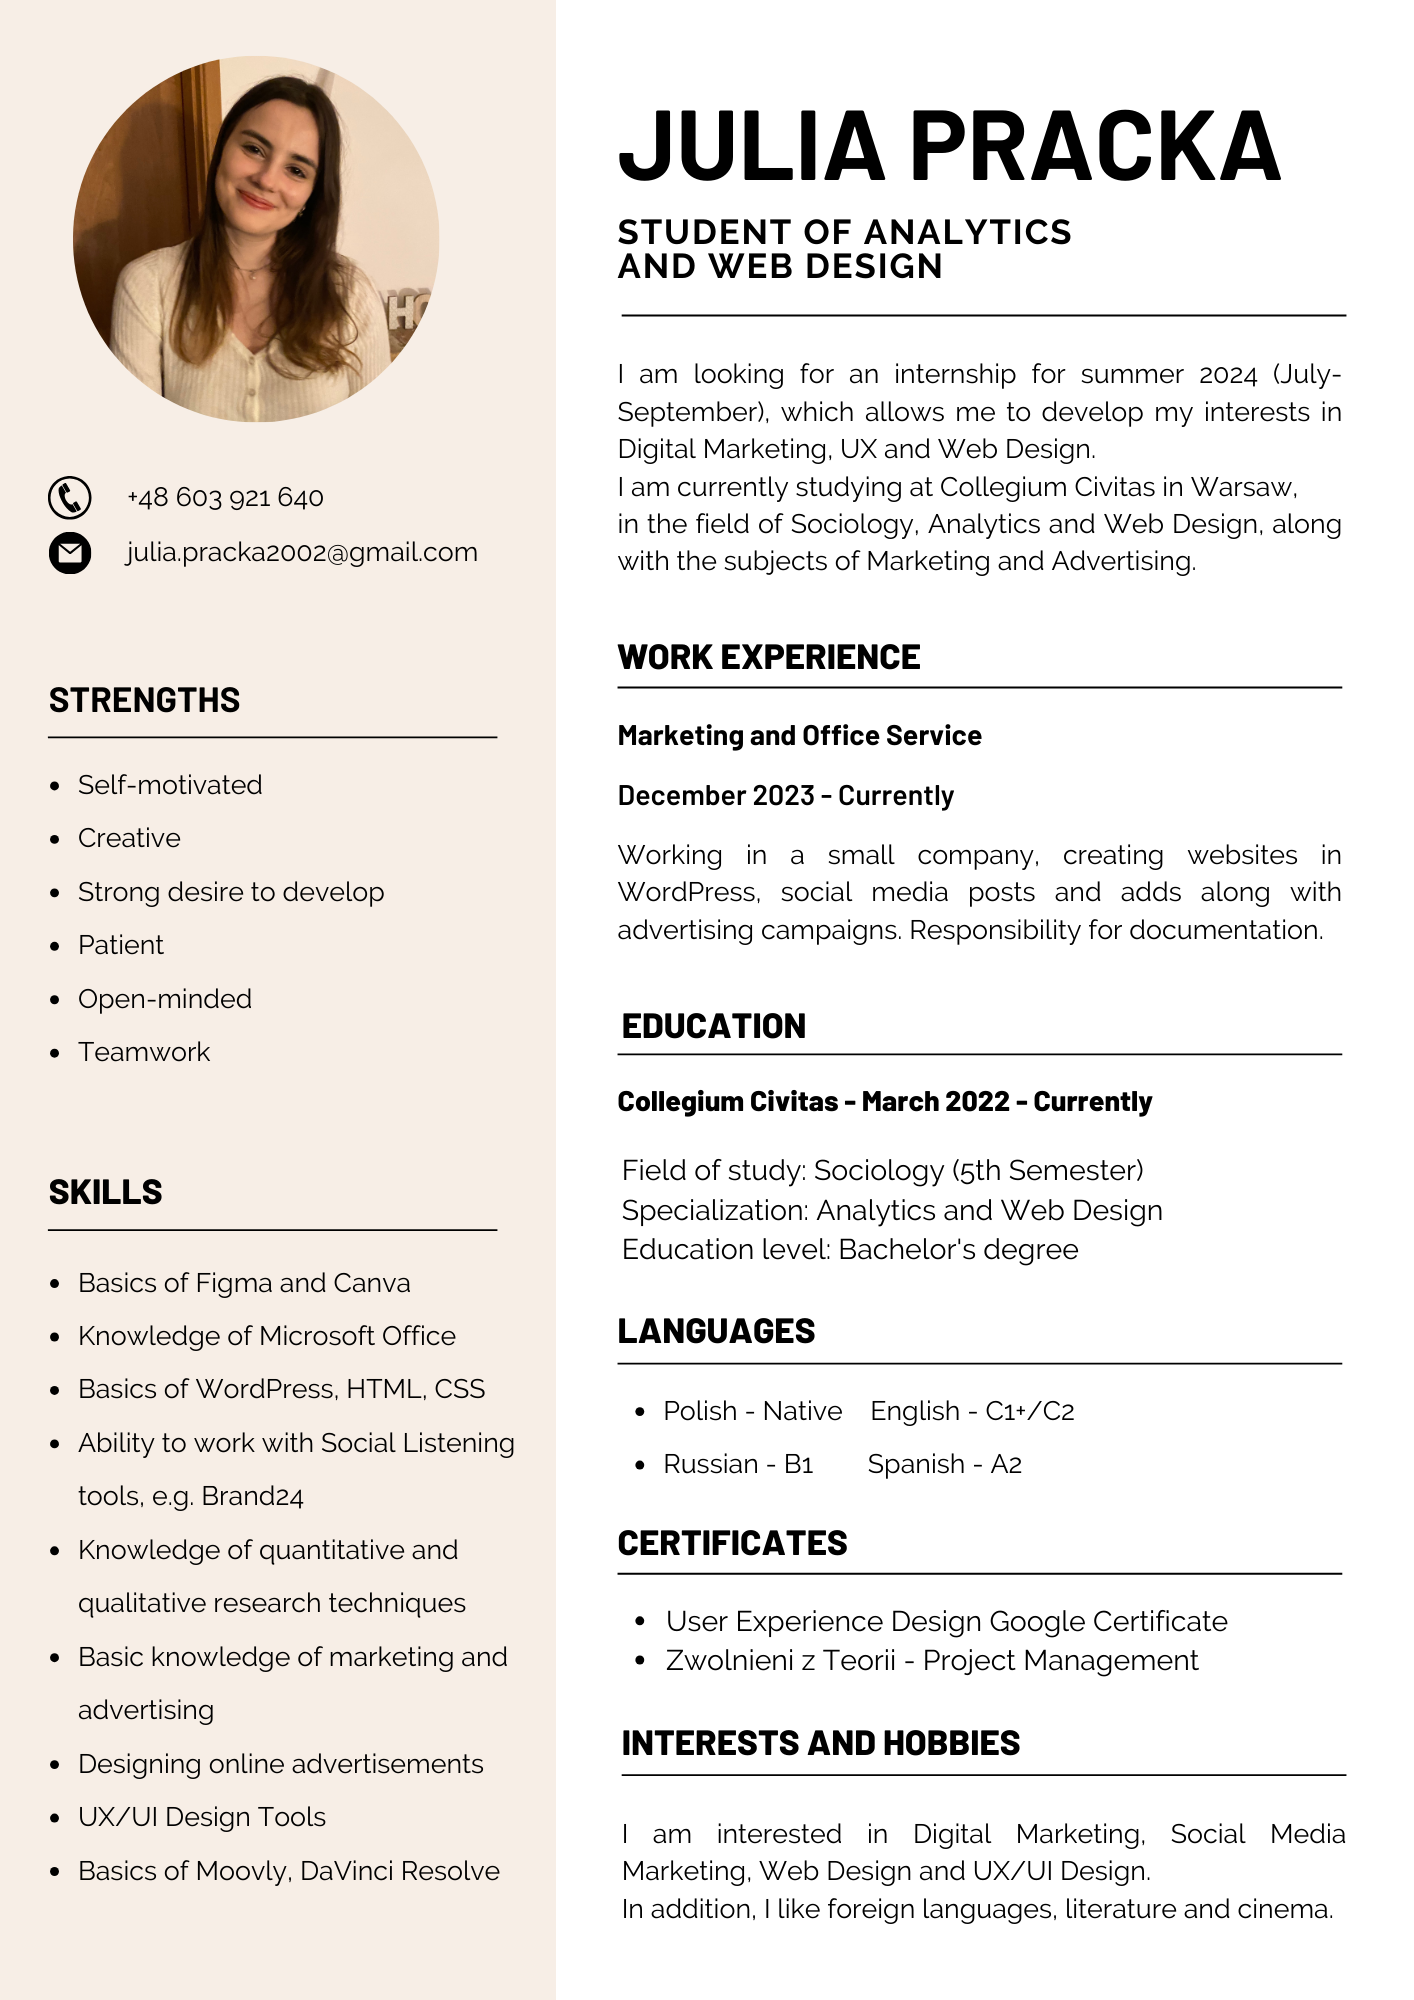 JULIA PRACKA
STUDENT OF ANALYTICS
AND WEB DESIGN
I am looking for an internship for summer 2024 (July-
September), which allows me to develop my interests in
Digital Marketing, UX and Web Design.
I am currently studying at Collegium Civitas in Warsaw,
in the field of Sociology, Analytics and Web Design, along
with the subjects of Marketing and Advertising.
WORK EXPERIENCE
Marketing and Office Service
December 2023 - Currently
Working in a small company, creating websites in
WordPress, social media posts and adds along with
advertising campaigns. Responsibility for documentation.
EDUCATION
Collegium Civitas - March 2022 - Currently
Field of study: Sociology (5th Semester)
Specialization: Analytics and Web Design
Education level: Bachelor's degree
LANGUAGES
• Polish - Native English - C1+/C2
• Russian - B1 Spanish - A2
CERTIFICATES
• User Experience Design Google Certificate
• Zwolnieni z Teorii - Project Management
INTERESTS AND HOBBIES
I am interested in Digital Marketing, Social Media
Marketing, Web Design and UX/UI Design.
In addition, I like foreign languages, literature and cinema.
+48 603 921 640
julia.pracka2002@gmail.com
STRENGTHS
• Self-motivated
• Creative
• Strong desire to develop
• Patient
• Open-minded
• Teamwork
SKILLS
• Basics of Figma and Canva
• Knowledge of Microsoft Office
• Basics of WordPress, HTML, CSS
• Ability to work with Social Listening
tools, e.g. Brand24
• Knowledge of quantitative and
qualitative research techniques
• Basic knowledge of marketing and
advertising
• Designing online advertisements
• UX/UI Design Tools
• Basics of Moovly, DaVinci Resolve